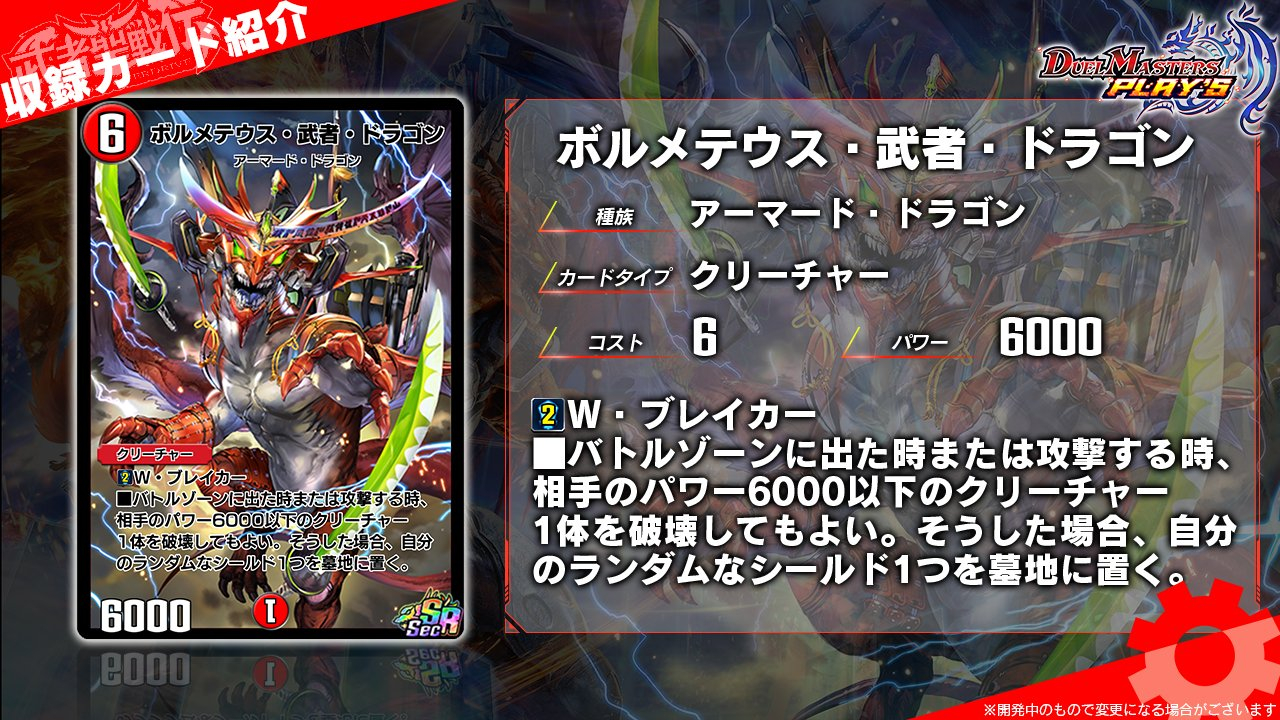 武者凱戦伝
収録カード紹介
DUEL MASTERS
PLAY'S
6
ボルメテウス・武者・ドラゴン
アーマード・ドラゴン
クリーチャー
2 W・ブレイカー
■バトルゾーンに出た時または攻撃する時、
相手のパワー6000以下のクリーチャー
1体を破壊してもよい。そうした場合、自分
のランダムなシールド1つを墓地に置く。
6000
1
SR
SecR
ボルメテウス・武者・ドラゴン
種族 アーマード・ドラゴン
カードタイプ クリーチャー
コスト 6 パワー 6000
2 W・ブレイカー
■バトルゾーンに出た時または攻撃する時、
相手のパワー6000以下のクリーチャー
1体を破壊してもよい。そうした場合、自分
のランダムなシールド1つを墓地に置く。
※開発中のもので変更になる場合がございます